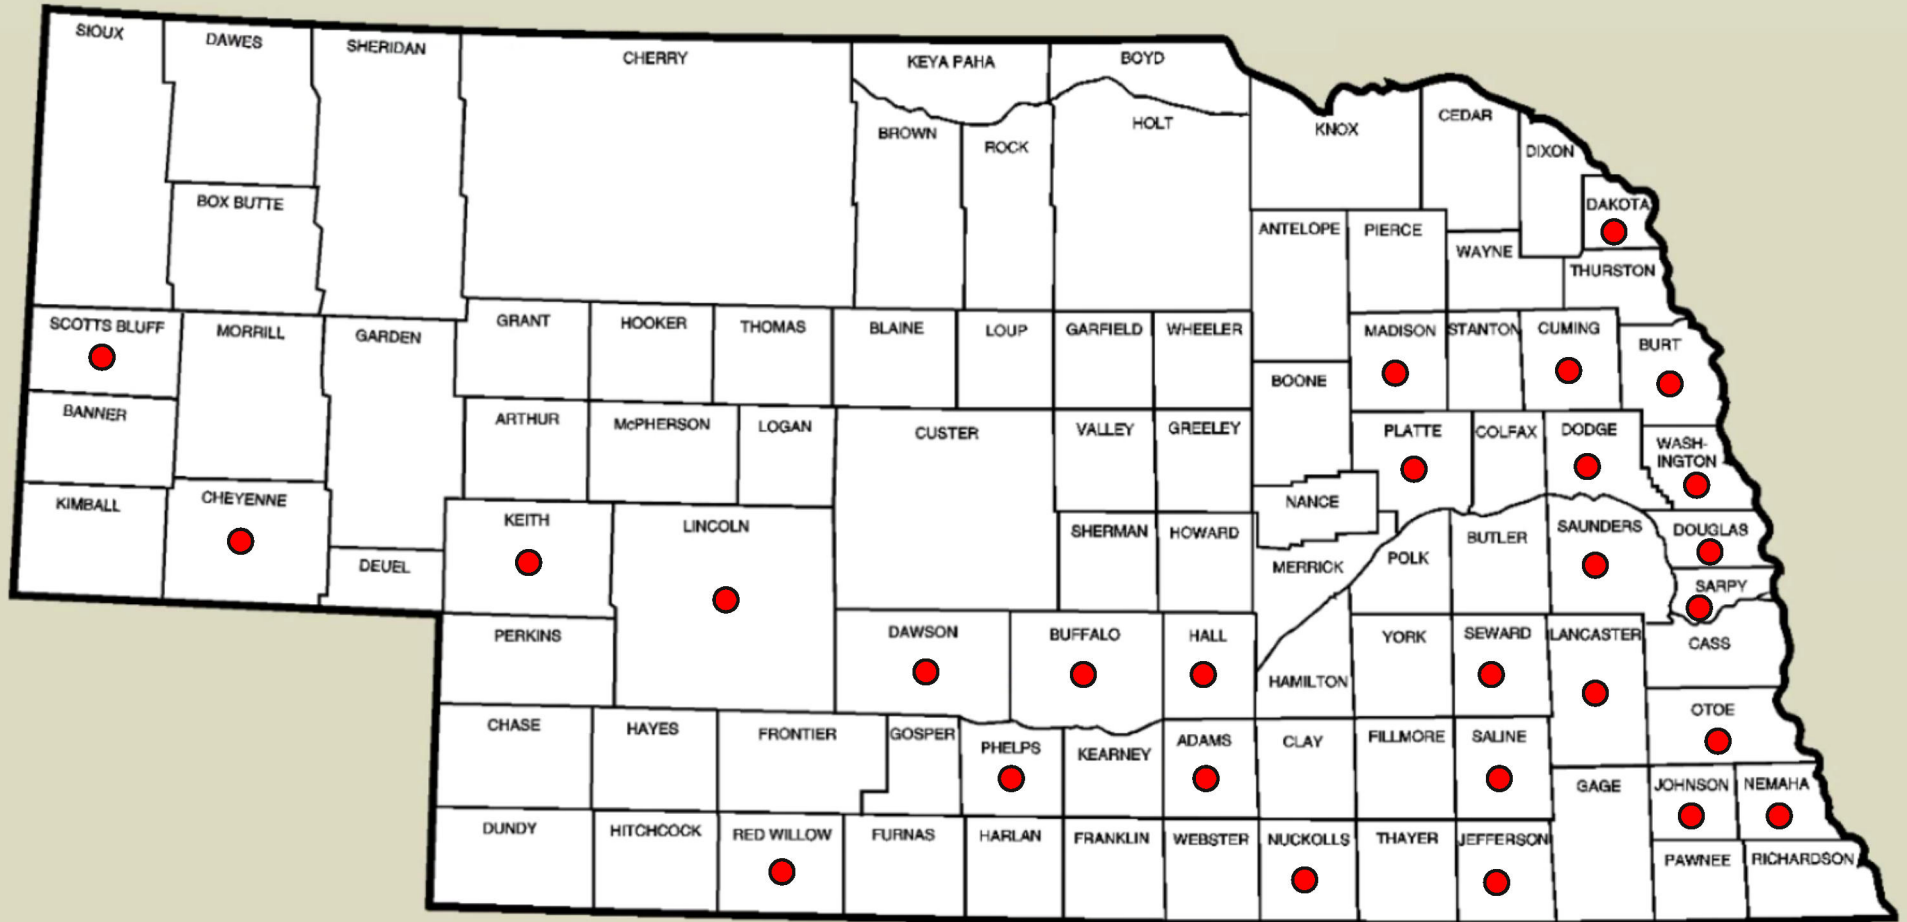 SIOUX
DAWES
SHERIDAN
CHERRY
KEYA PAHA
BOYD
BROWN
ROCK
HOLT
KNOX
CEDAR
DIXON
DAKOTA
BOX BUTTE
ANTELOPE
PIERCE
WAYNE
THURSTON
SCOTTS BLUFF
MORRILL
GARDEN
GRANT
HOOKER
THOMAS
BLAINE
LOUP
GARFIELD
WHEELER
MADISON
STANTON
CUMING
BURT
BOONE
BANNER
ARTHUR
McPHERSON
LOGAN
CUSTER
VALLEY
GREELEY
PLATTE
COLFAX
DODGE
WASH-
INGTON
KIMBALL
CHEYENNE
KEITH
LINCOLN
NANCE
SHERMAN
HOWARD
MERRICK
POLK
BUTLER
SAUNDERS
DOUGLAS
DEUEL
SARPY
PERKINS
DAWSON
BUFFALO
HALL
HAMILTON
YORK
SEWARD
LANCASTER
CASS
CHASE
HAYES
FRONTIER
GOSPER
PHELPS
KEARNEY
ADAMS
CLAY
FILLMORE
SALINE
OTOE
GAGE
JOHNSON
NEMAHA
DUNDY
HITCHCOCK
RED WILLOW
FURNAS
HARLAN
FRANKLIN
WEBSTER
NUCKOLLS
THAYER
JEFFERSON
PAWNEE
RICHARDSON